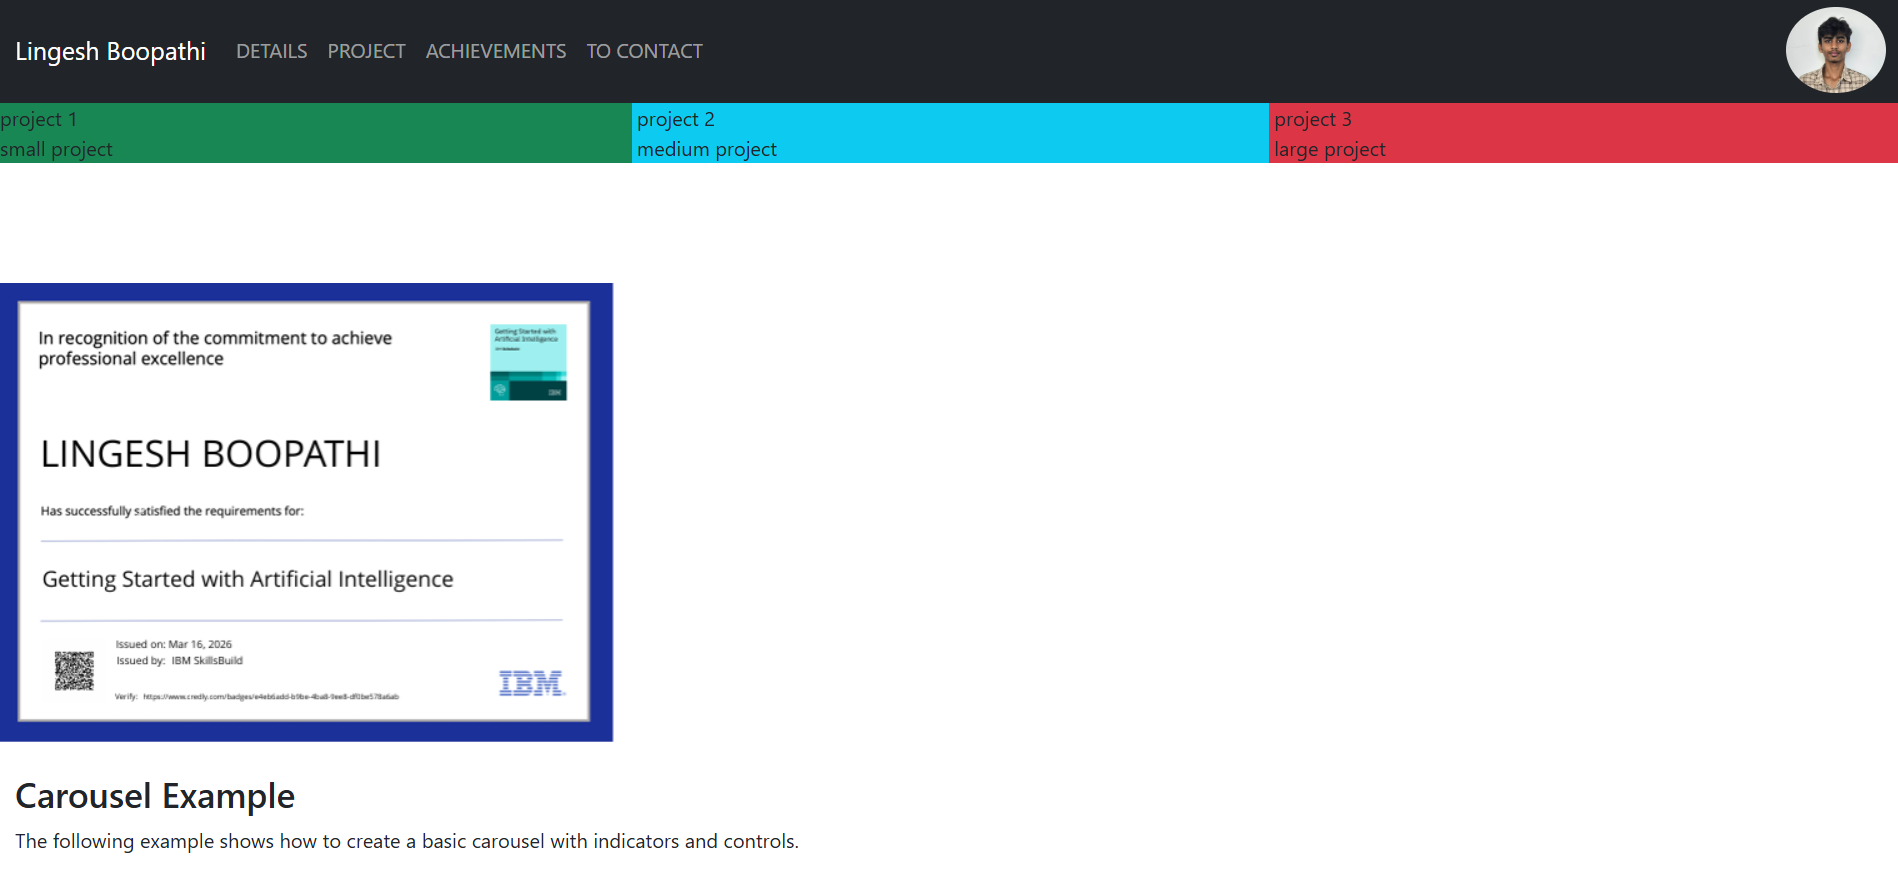 Lingesh Boopathi DETAILS PROJECT ACHIEVEMENTS TO CONTACT
project 1
small project
project 2
medium project
project 3
large project
In recognition of the commitment to achieve
professional excellence
Getting Started with
Artificial Intelligence
IBM
LINGESH BOOPATHI
Has successfully satisfied the requirements for:
Getting Started with Artificial Intelligence
Issued on: Mar 16, 2026
Issued by: IBM SkillsBuild
Verify:
IBM
Carousel Example
The following example shows how to create a basic carousel with indicators and controls.